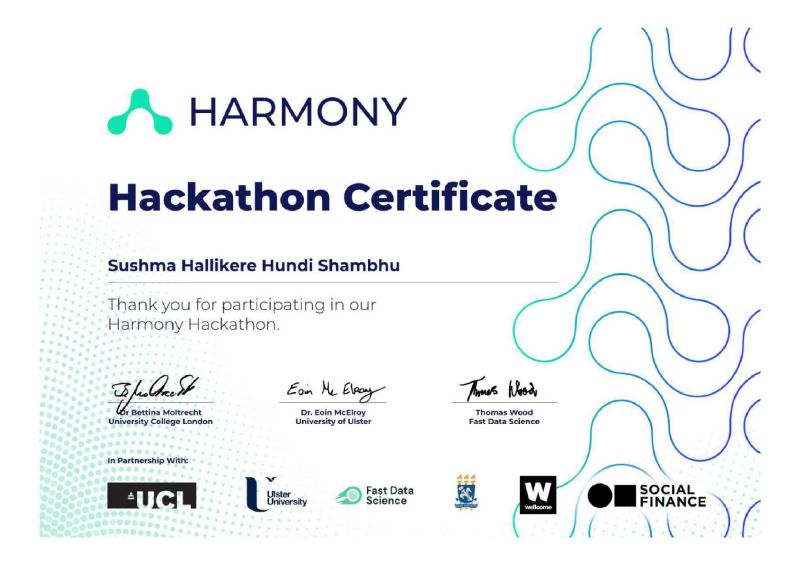 HARMONY
Hackathon Certificate
Sushma Hallikere Hundi Shambhu
Thank you for participating in our
Harmony Hackathon.
Eoin Mc Elroy
Thomas Wood
Dr Bettina Moltrecht
University College London
Dr. Eoin McElroy
University of Ulster
Thomas Wood
Fast Data Science
In Partnership With:
UCL
Ulster
University
Fast Data
Science
W
wellcome
SOCIAL
FINANCE